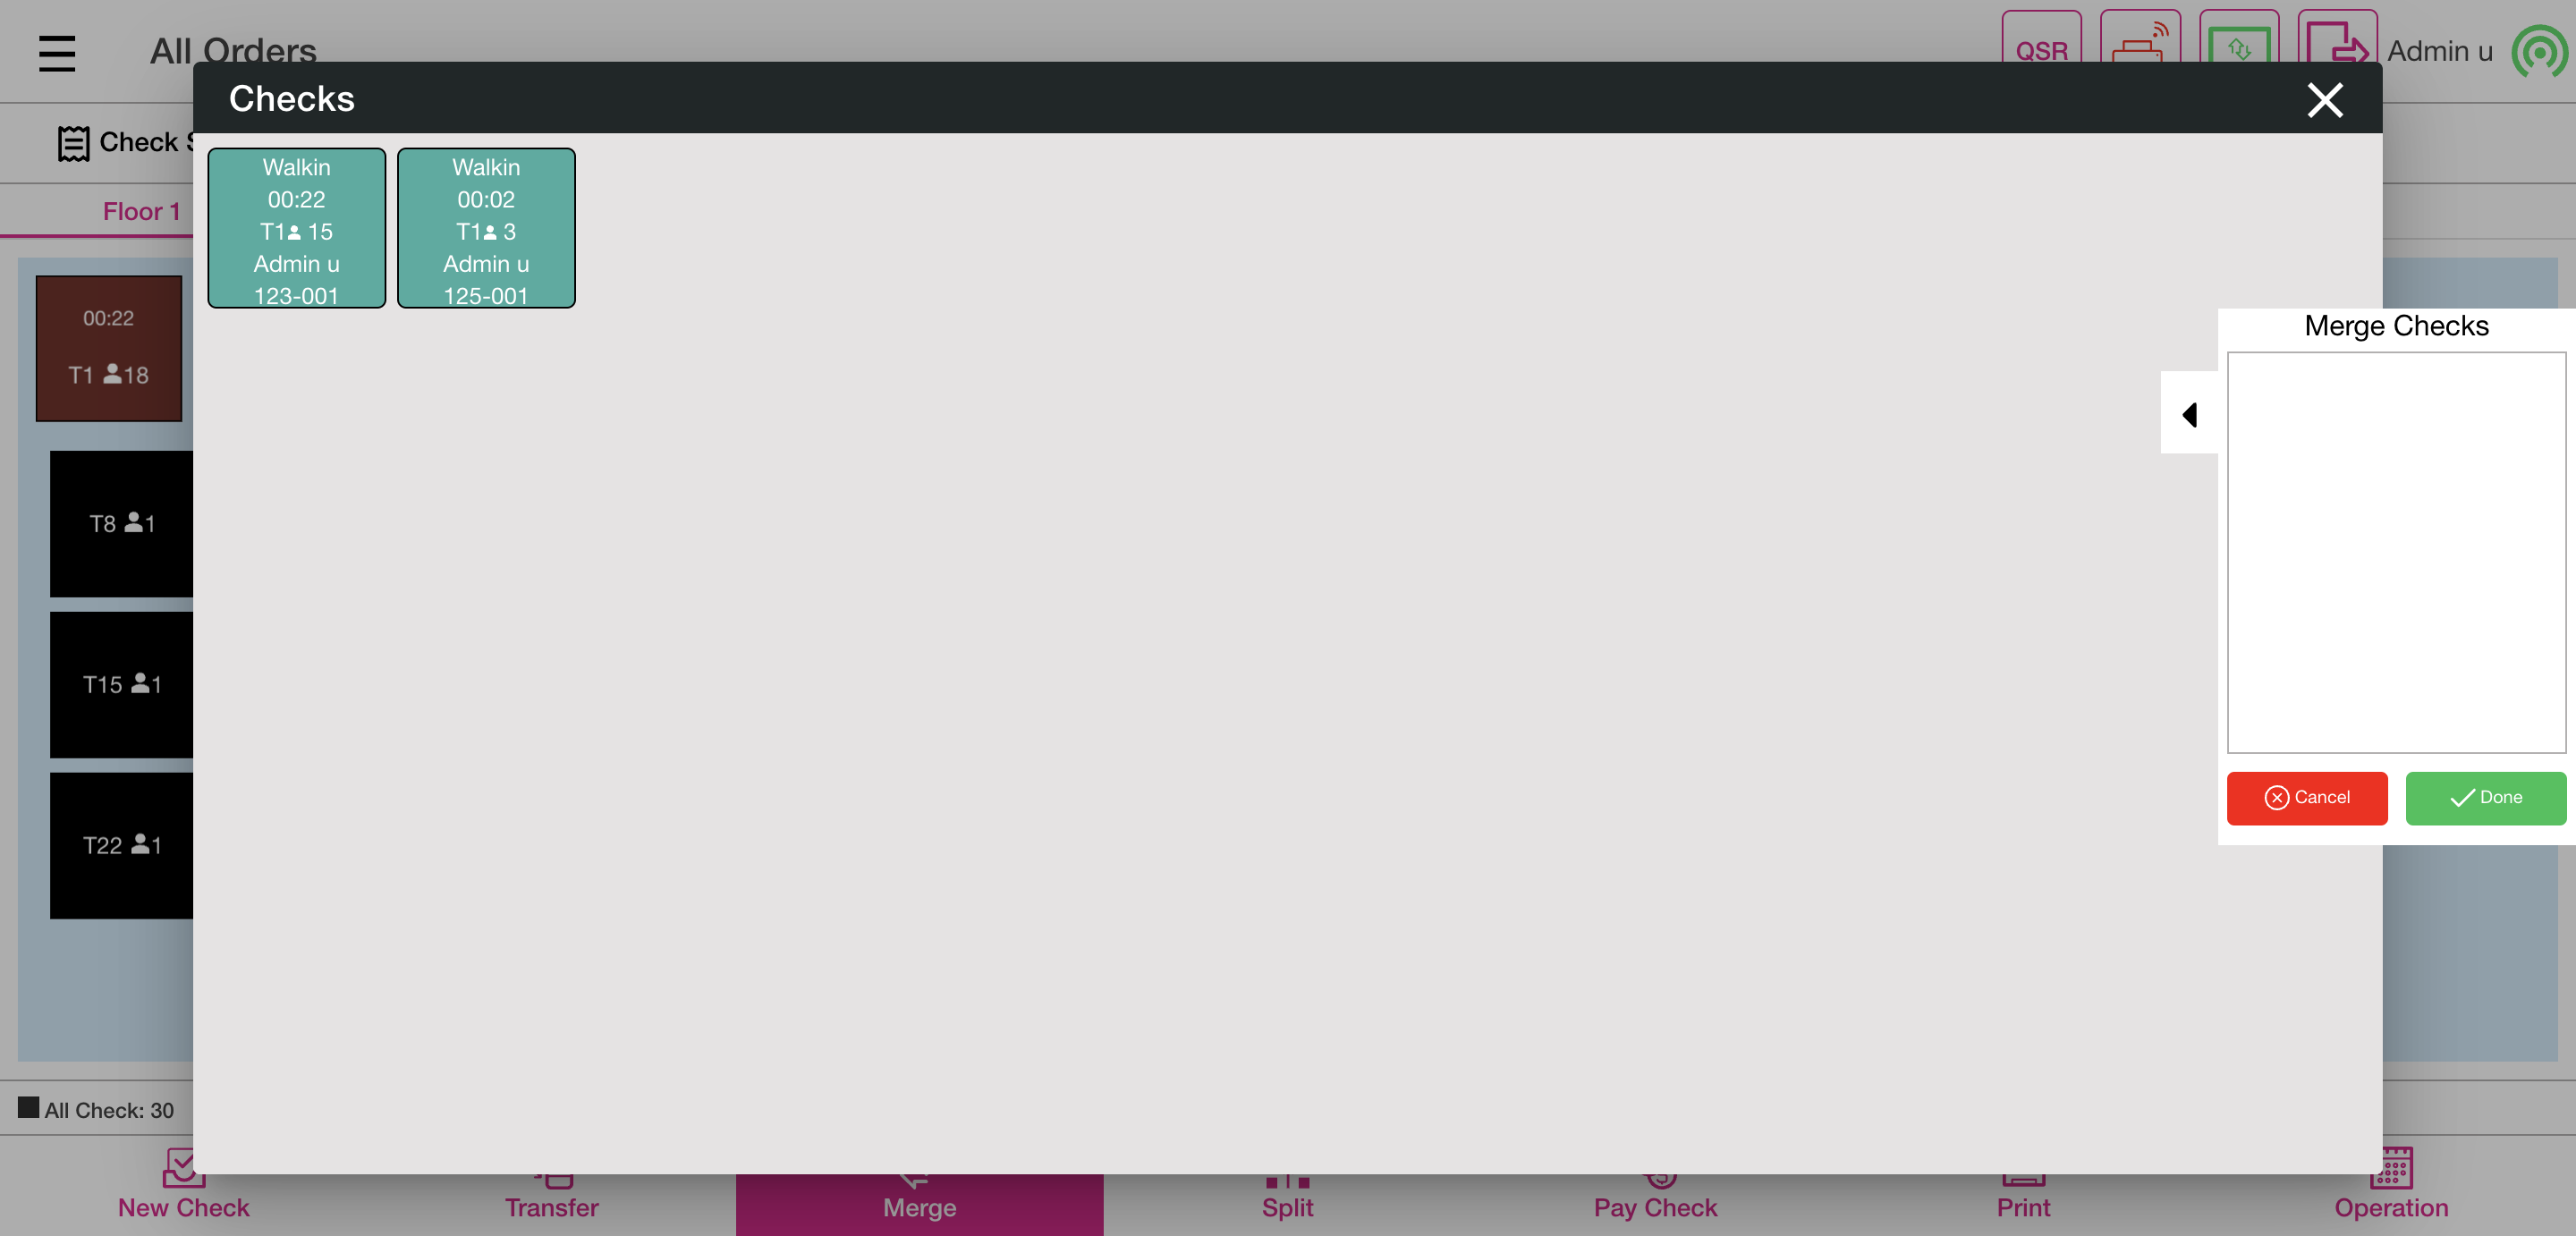 All Orders
QSR
Admin u
Checks
Check
Floor 1
Walkin
00:22
T1 15
Admin u
123-001
Walkin
00:02
T1 3
Admin u
125-001
00:22
T1 18
T8 1
T15 1
T22 1
Merge Checks
Cancel
Done
All Check: 30
New Check
Transfer
Merge
Split
Pay Check
Print
Operation